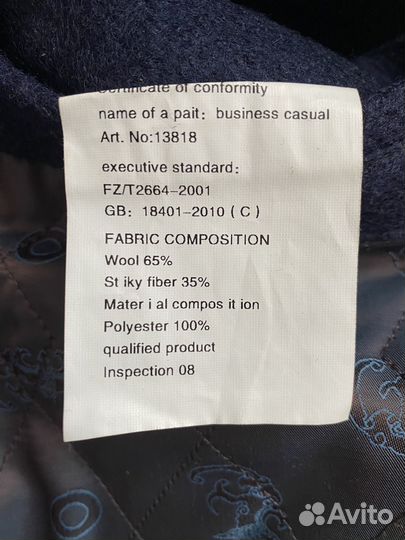 Certificate of conformity
name of a pait: business casual
Art. No:13818
executive standard:
FZ/T2664-2001
GB: 18401-2010 ( C )
FABRIC COMPOSITION
Wool 65%
St iky fiber 35%
Mater i al compos it ion
Polyester 100%
qualified product
Inspection 08
Avito